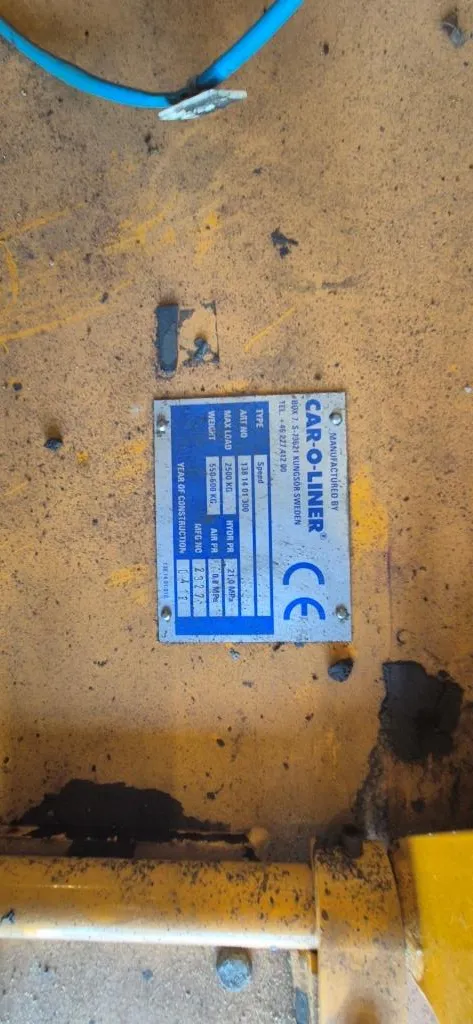 MANUFACTURED BY
CAR-O-LINER®
BOX 7, S-73621 KUNGSÖR SWEDEN
TEL. +46 227 412 00
CE
TYPE Speed
ART NO 138 14 01 300 HYDR PR 21,0 MPa
MAX LOAD 2500 KG AIR PR 0,8 MPa
WEIGHT 550-600 KG MFG NO 2327
YEAR OF CONSTRUCTION